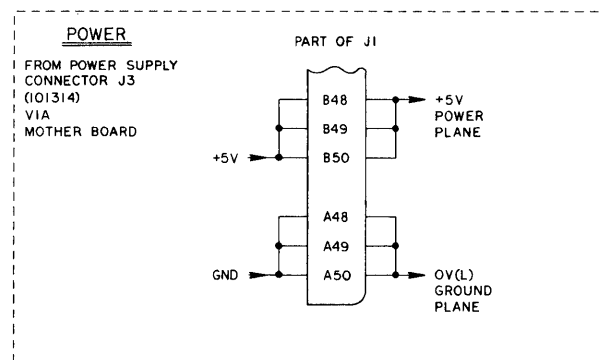 POWER
FROM POWER SUPPLY
CONNECTOR J3
(101314)
VIA
MOTHER BOARD
PART OF J1
B48
B49
B50
+5V
+5V
POWER
PLANE
A48
A49
A50
GND
0V(L)
GROUND
PLANE